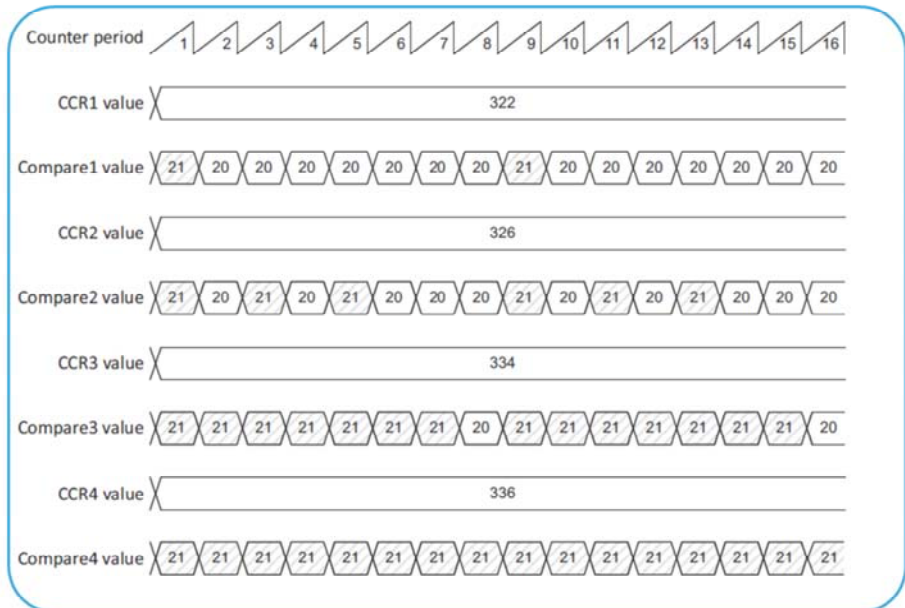 Counter period 1 2 3 4 5 6 7 8 9 10 11 12 13 14 15 16
CCR1 value 322
Compare1 value 21 20 20 20 20 20 20 20 21 20 20 20 20 20 20 20
CCR2 value 326
Compare2 value 21 20 21 20 21 20 20 20 21 20 21 20 21 20 20 20
CCR3 value 334
Compare3 value 21 21 21 21 21 21 21 20 21 21 21 21 21 21 21 20
CCR4 value 336
Compare4 value 21 21 21 21 21 21 21 21 21 21 21 21 21 21 21 21